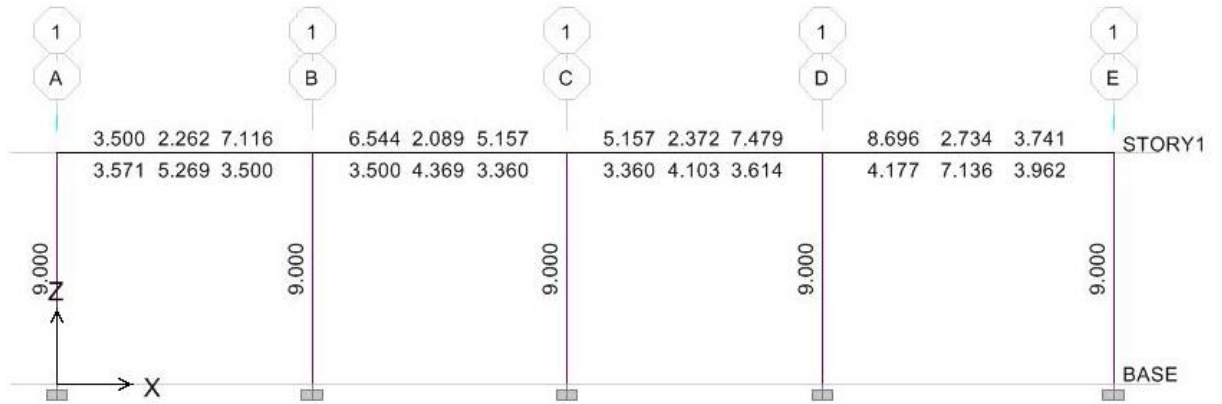 1 1 1 1 1
A B C D E
3.500 2.262 7.116 6.544 2.089 5.157 5.157 2.372 7.479 8.696 2.734 3.741 STORY1
3.571 5.269 3.500 3.500 4.369 3.360 3.360 4.103 3.614 4.177 7.136 3.962
9.000 9.000 9.000 9.000 9.000
Z
BASE
X